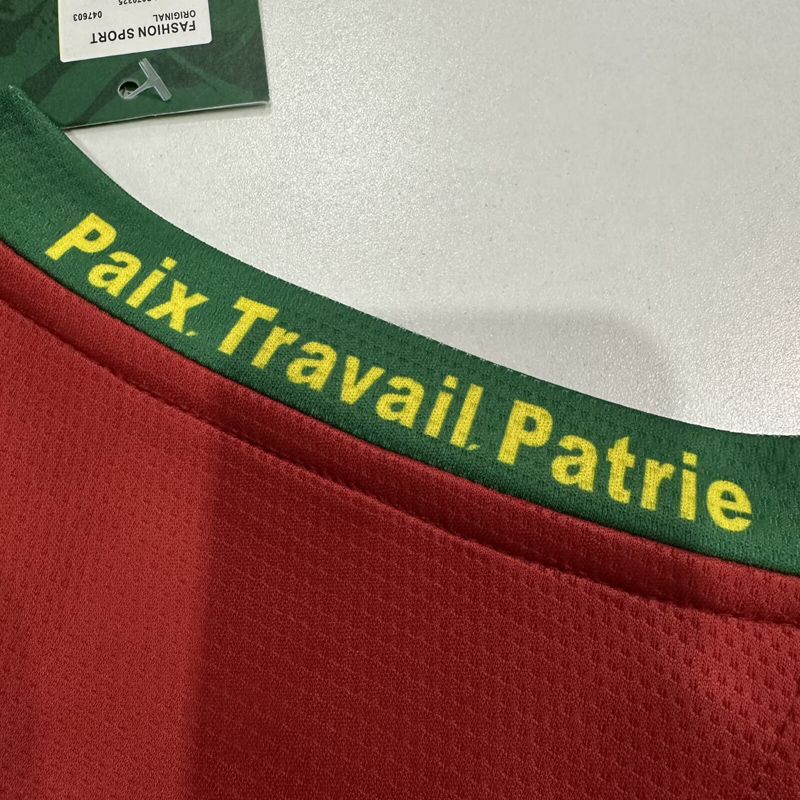 FASHION SPORT
ORIGINAL 047603
Paix, Travail, Patrie